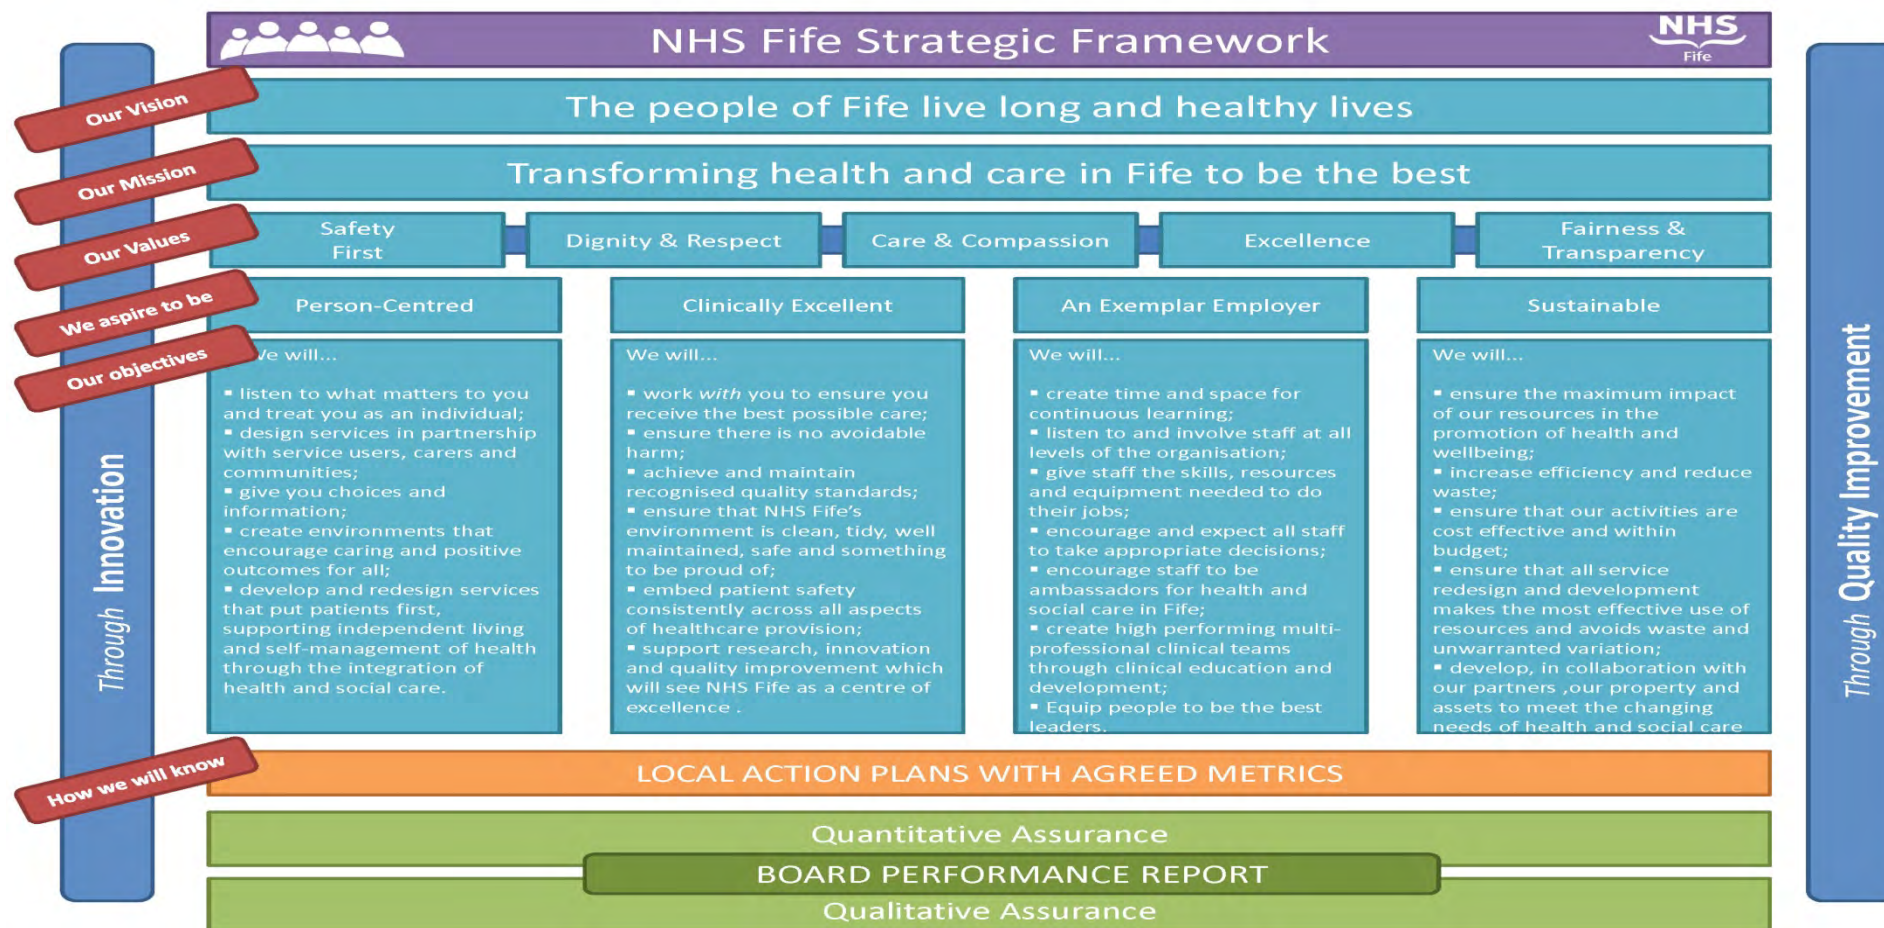 NHS Fife Strategic Framework
NHS
Fife
Our Vision
The people of Fife live long and healthy lives
Our Mission
Transforming health and care in Fife to be the best
Our Values
Safety
First
Dignity & Respect
Care & Compassion
Excellence
Fairness &
Transparency
We aspire to be
Person-Centred
Clinically Excellent
An Exemplar Employer
Sustainable
Our objectives
We will...
▪ listen to what matters to you
and treat you as an individual;
▪ design services in partnership
with service users, carers and
communities;
▪ give you choices and
information;
▪ create environments that
encourage caring and positive
outcomes for all;
▪ develop and redesign services
that put patients first,
supporting independent living
and self-management of health
through the integration of
health and social care.
We will...
▪ work with you to ensure you
receive the best possible care;
▪ ensure there is no avoidable
harm;
▪ achieve and maintain
recognised quality standards;
▪ ensure that NHS Fife's
environment is clean, tidy, well
maintained, safe and something
to be proud of;
▪ embed patient safety
consistently across all aspects
of healthcare provision;
▪ support research, innovation
and quality improvement which
will see NHS Fife as a centre of
excellence .
We will...
▪ create time and space for
continuous learning;
▪ listen to and involve staff at all
levels of the organisation;
▪ give staff the skills, resources
and equipment needed to do
their jobs;
▪ encourage and expect all staff
to take appropriate decisions;
▪ encourage staff to be
ambassadors for health and
social care in Fife;
▪ create high performing multi-
professional clinical teams
through clinical education and
development;
▪ Equip people to be the best
leaders.
We will...
▪ ensure the maximum impact
of our resources in the
promotion of health and
wellbeing;
▪ increase efficiency and reduce
waste;
▪ ensure that our activities are
cost effective and within
budget;
▪ ensure that all service
redesign and development
makes the most effective use of
resources and avoids waste and
unwarranted variation;
▪ develop, in collaboration with
our partners ,our property and
assets to meet the changing
needs of health and social care
How we will know
LOCAL ACTION PLANS WITH AGREED METRICS
Quantitative Assurance
BOARD PERFORMANCE REPORT
Qualitative Assurance
Through Innovation
Through Quality Improvement